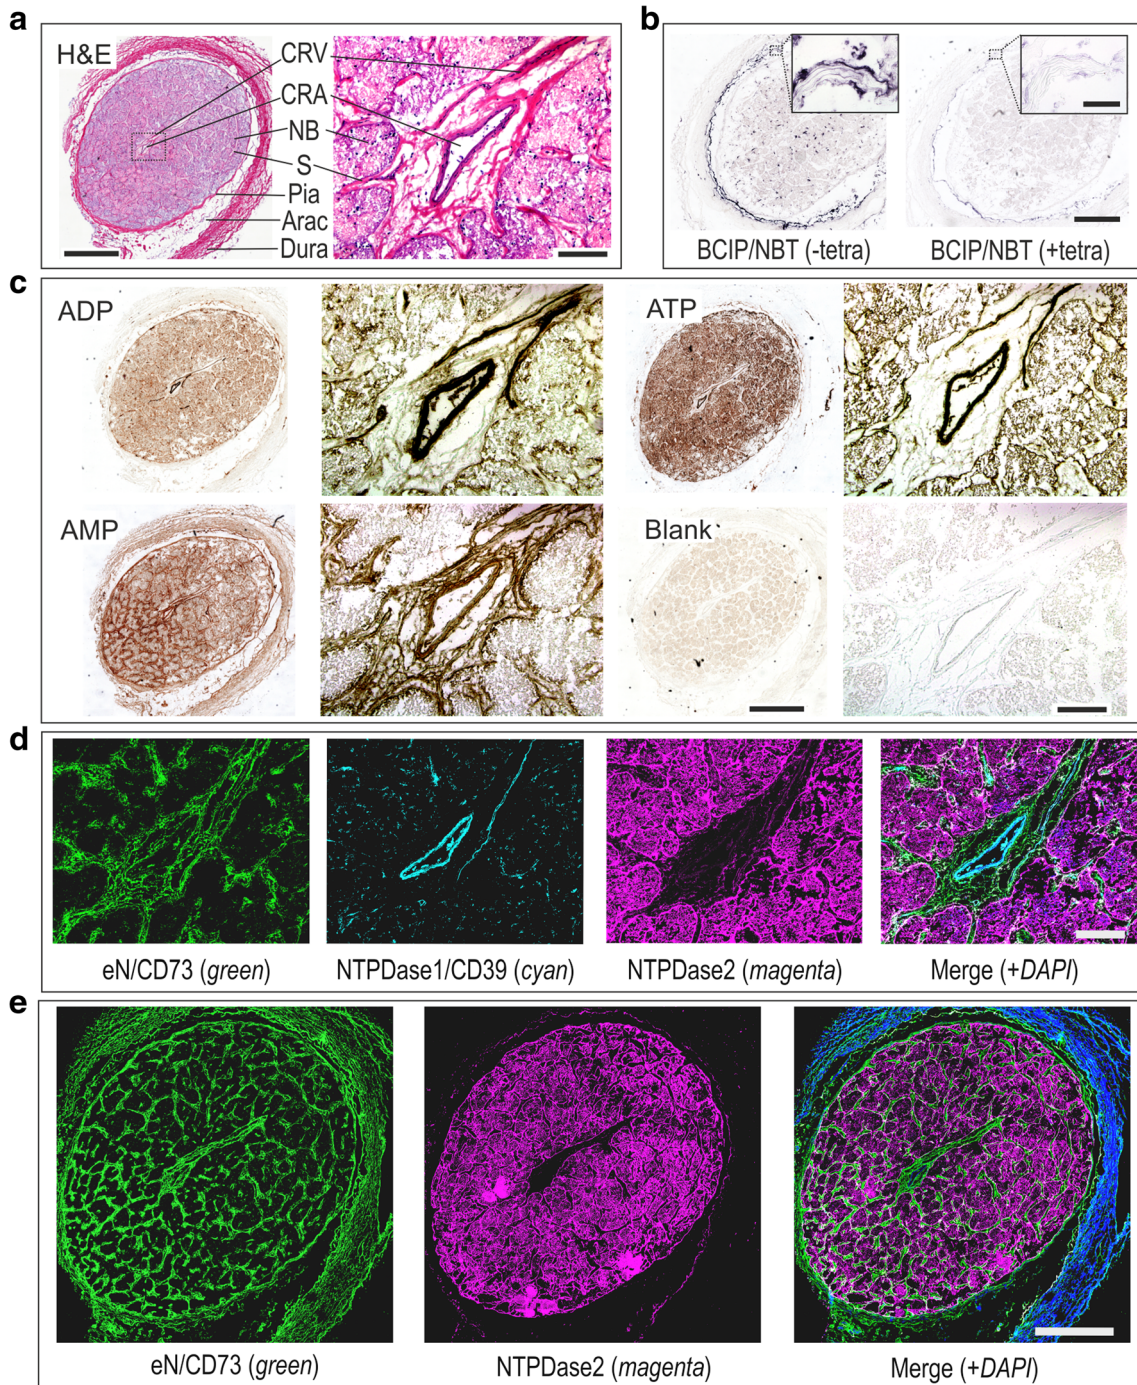 a
H&E
CRV
CRA
NB
S
Pia
Arac
Dura
b
BCIP/NBT (-tetra)
BCIP/NBT (+tetra)
c
ADP
ATP
AMP
Blank
d
eN/CD73 (green)
NTPDase1/CD39 (cyan)
NTPDase2 (magenta)
Merge (+DAPI)
e
eN/CD73 (green)
NTPDase2 (magenta)
Merge (+DAPI)